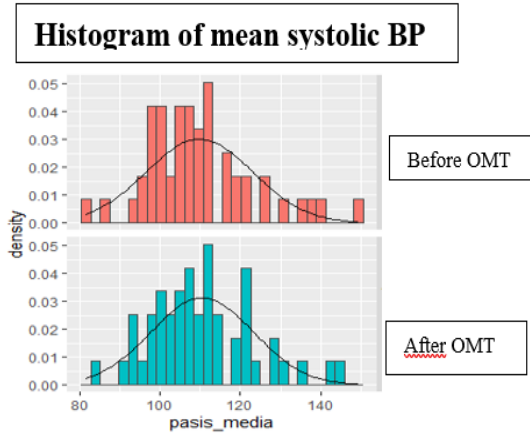 Histogram of mean systolic BP
0.05
0.04
0.03
0.02
0.01
0.00
Before OMT
density
0.05
0.04
0.03
0.02
0.01
0.00
After OMT
80 100 120 140
pasis_media